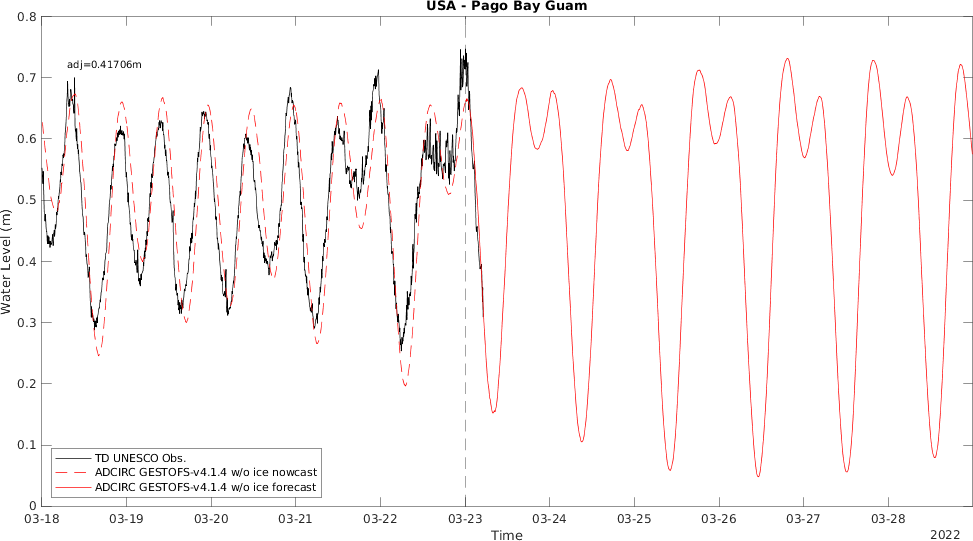 USA - Pago Bay Guam
adj=0.41706m
Water Level (m)
0.8
0.7
0.6
0.5
0.4
0.3
0.2
0.1
0
TD UNESCO Obs.
ADCIRC GESTOFS-v4.1.4 w/o ice nowcast
ADCIRC GESTOFS-v4.1.4 w/o ice forecast
03-18 03-19 03-20 03-21 03-22 03-23 03-24 03-25 03-26 03-27 03-28
Time
2022